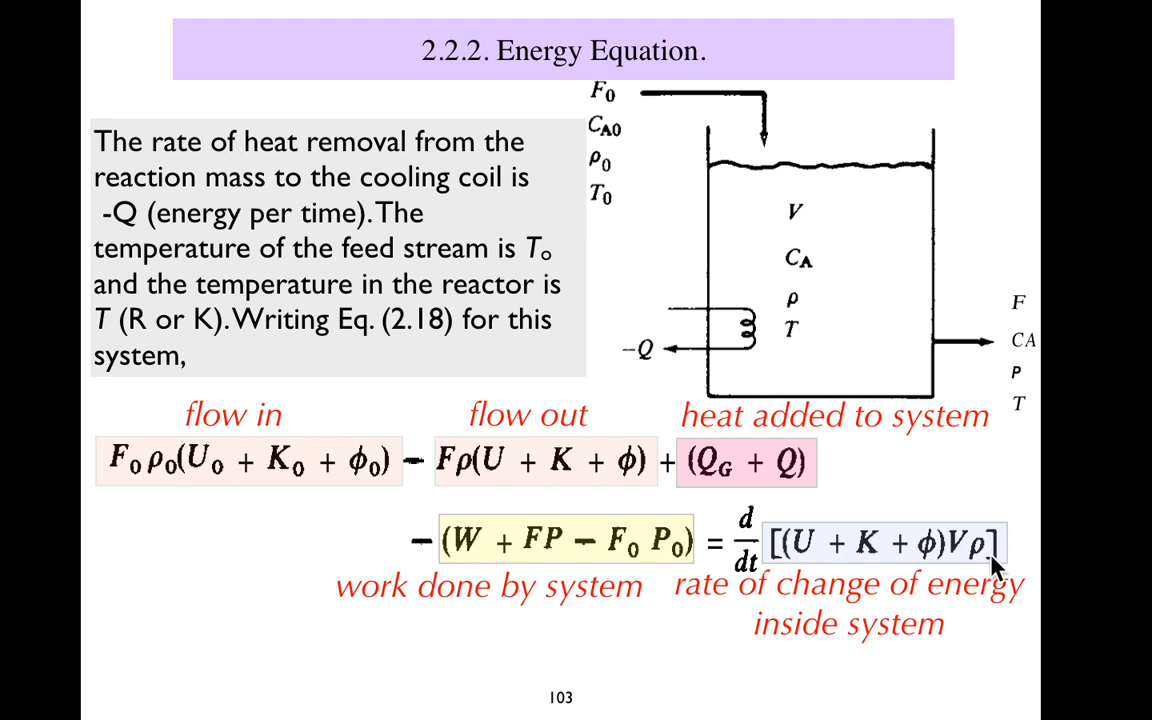 2.2.2. Energy Equation.
F₀
C_A0
ρ₀
T₀
The rate of heat removal from the
reaction mass to the cooling coil is
-Q (energy per time). The
temperature of the feed stream is Tₒ
and the temperature in the reactor is
T (R or K). Writing Eq. (2.18) for this
system,
V
C_A
ρ
T
−Q
F
CA
P
T
flow in
flow out
heat added to system
F₀ρ₀(U₀ + K₀ + ϕ₀) − Fρ(U + K + ϕ) + (Q_G + Q)
− (W + FP − F₀ P₀) = d/dt [(U + K + ϕ)Vρ]
work done by system
rate of change of energy
inside system
103